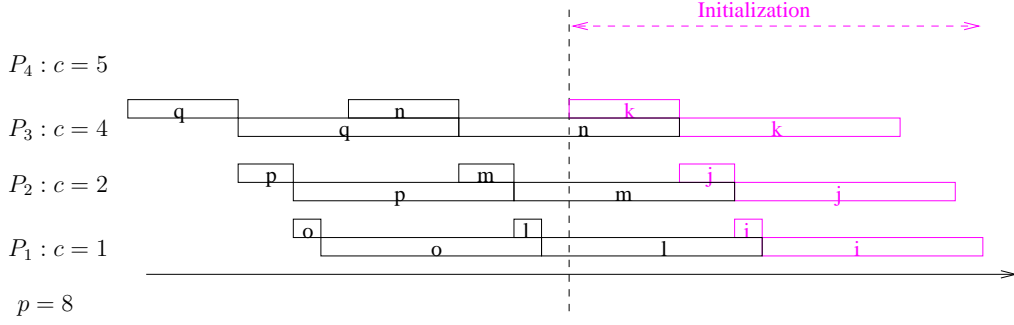 Initialization
P₄ : c = 5
q n k
P₃ : c = 4
q n k
p m j
P₂ : c = 2
p m j
o l i
P₁ : c = 1
o l i
p = 8